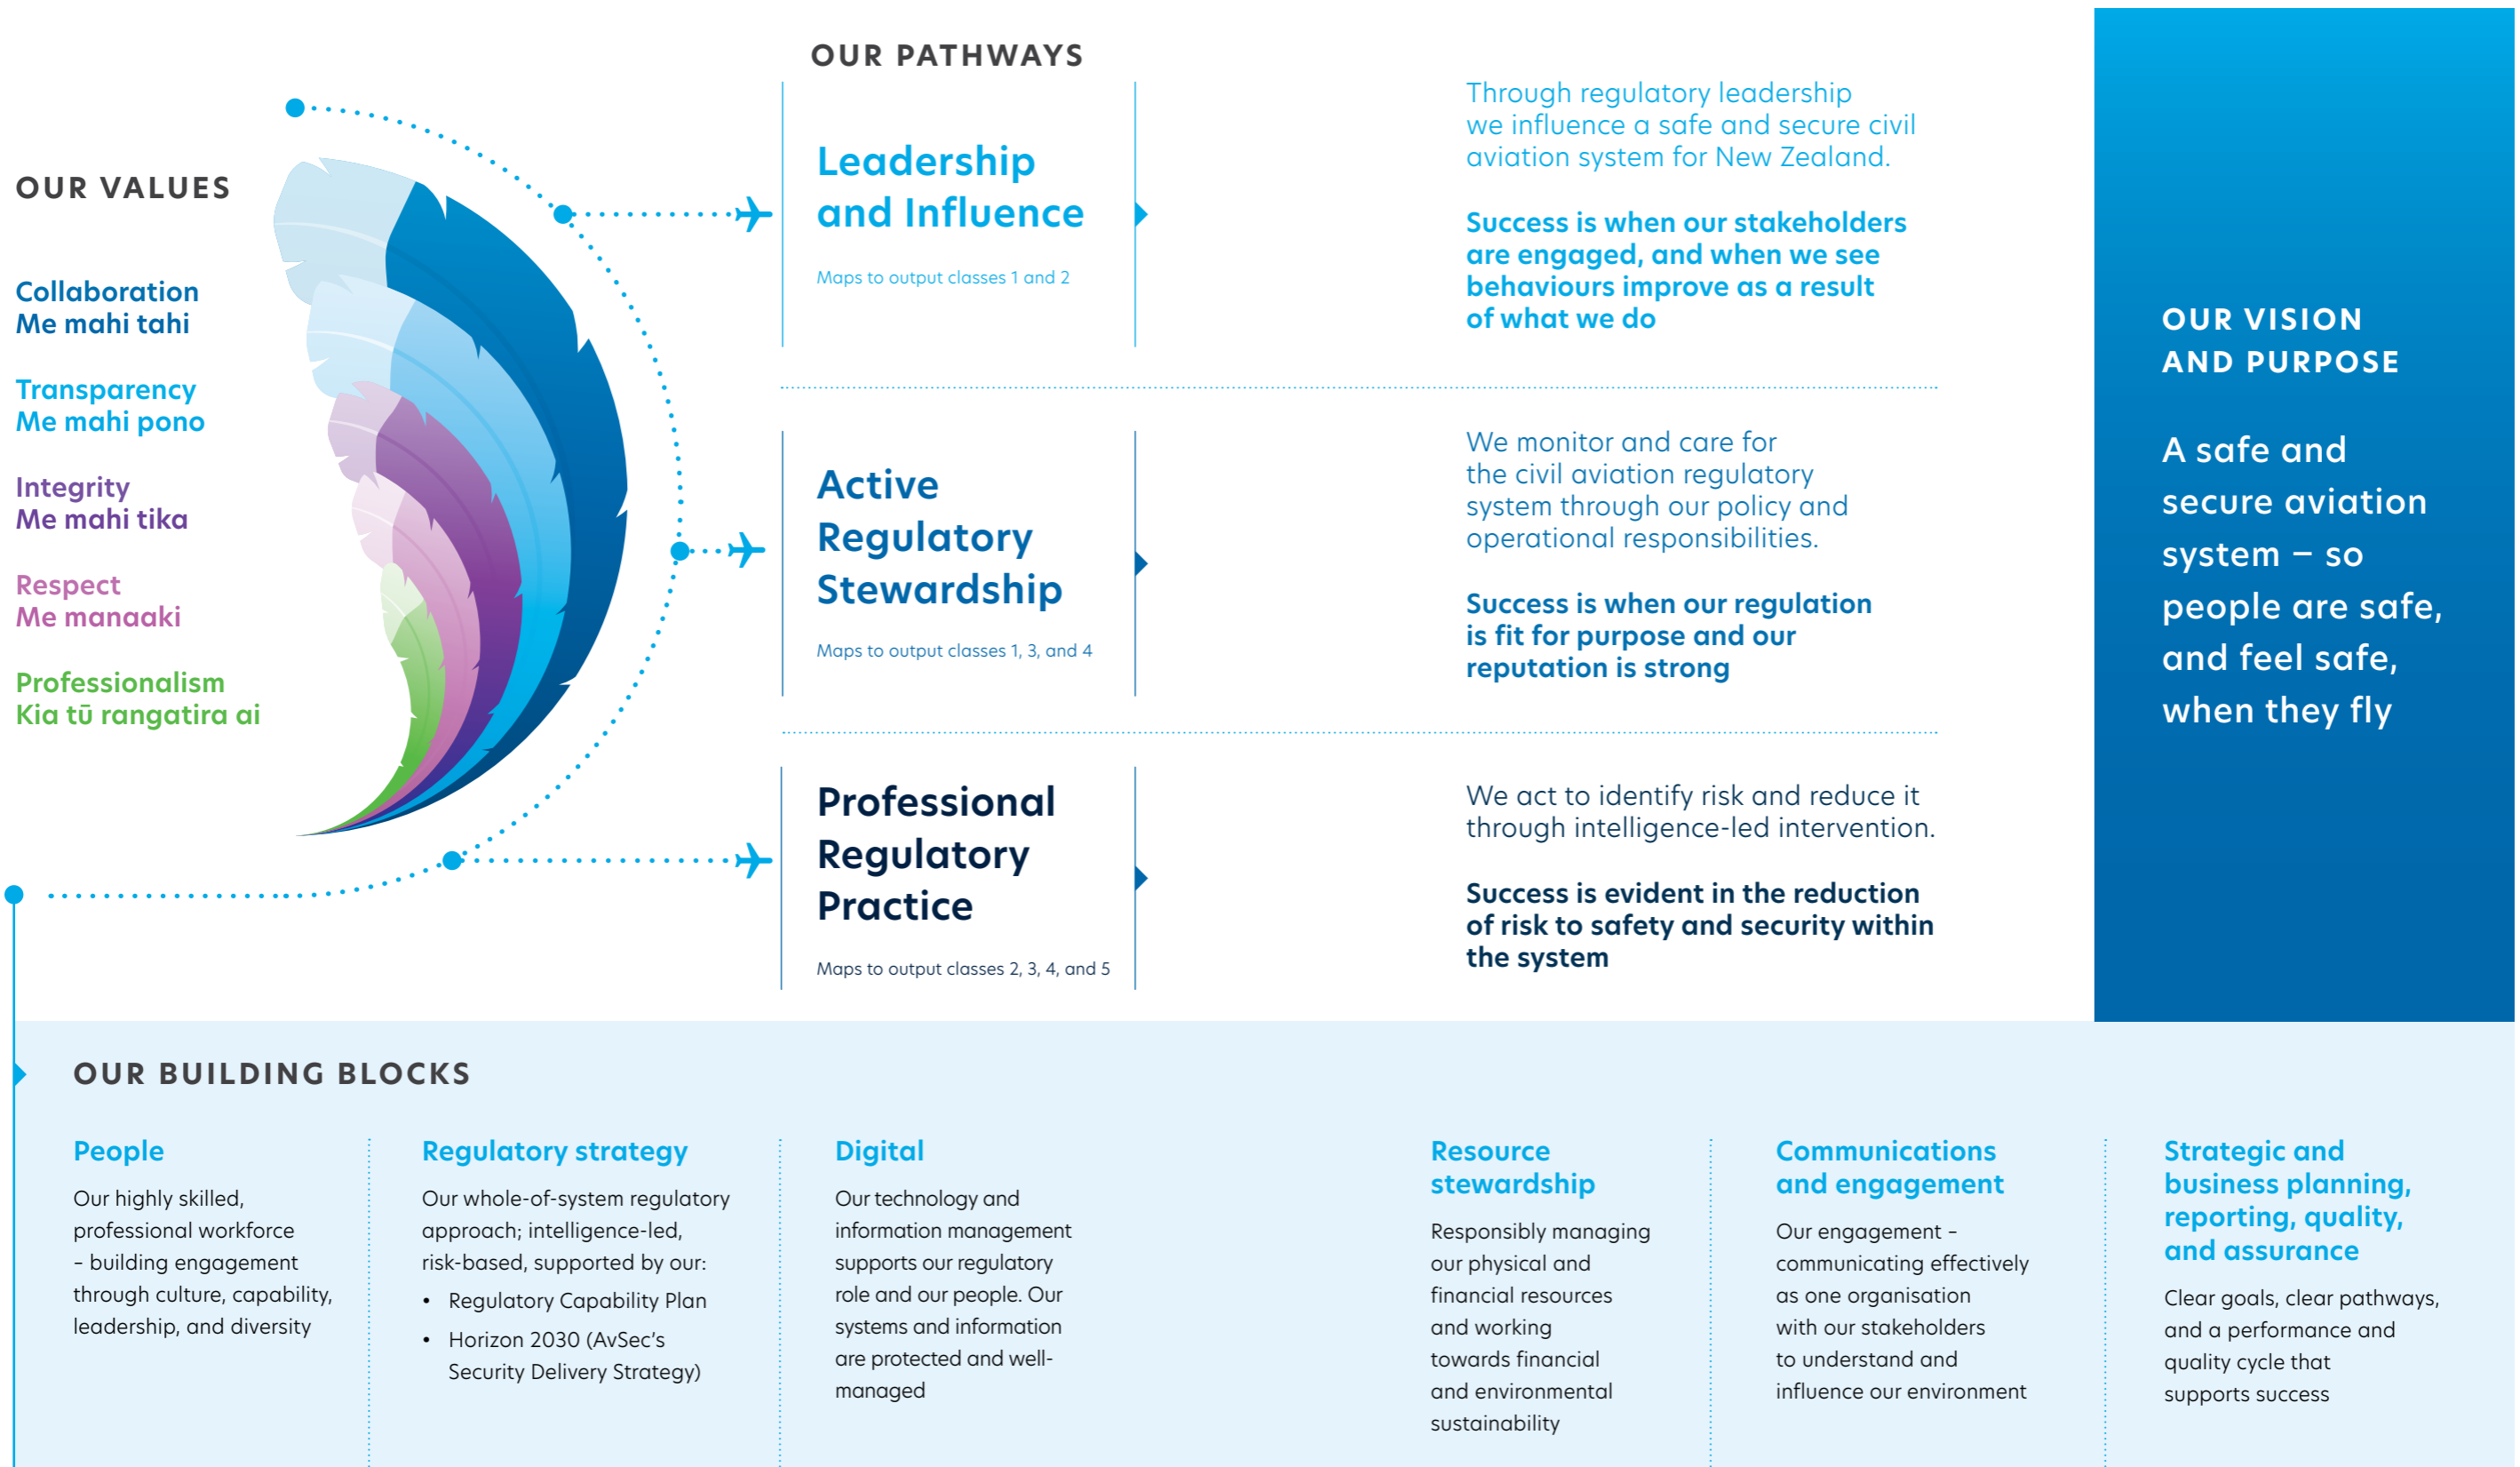 OUR VALUES
Collaboration
Me mahi tahi
Transparency
Me mahi pono
Integrity
Me mahi tika
Respect
Me manaaki
Professionalism
Kia tū rangatira ai
OUR PATHWAYS
Leadership
and Influence
Maps to output classes 1 and 2
Through regulatory leadership
we influence a safe and secure civil
aviation system for New Zealand.
Success is when our stakeholders
are engaged, and when we see
behaviours improve as a result
of what we do
Active
Regulatory
Stewardship
Maps to output classes 1, 3, and 4
We monitor and care for
the civil aviation regulatory
system through our policy and
operational responsibilities.
Success is when our regulation
is fit for purpose and our
reputation is strong
Professional
Regulatory
Practice
Maps to output classes 2, 3, 4, and 5
We act to identify risk and reduce it
through intelligence-led intervention.
Success is evident in the reduction
of risk to safety and security within
the system
OUR VISION
AND PURPOSE
A safe and
secure aviation
system – so
people are safe,
and feel safe,
when they fly
OUR BUILDING BLOCKS
People
Our highly skilled,
professional workforce
– building engagement
through culture, capability,
leadership, and diversity
Regulatory strategy
Our whole-of-system regulatory
approach; intelligence-led,
risk-based, supported by our:
• Regulatory Capability Plan
• Horizon 2030 (AvSec's
Security Delivery Strategy)
Digital
Our technology and
information management
supports our regulatory
role and our people. Our
systems and information
are protected and well-
managed
Resource
stewardship
Responsibly managing
our physical and
financial resources
and working
towards financial
and environmental
sustainability
Communications
and engagement
Our engagement –
communicating effectively
as one organisation
with our stakeholders
to understand and
influence our environment
Strategic and
business planning,
reporting, quality,
and assurance
Clear goals, clear pathways,
and a performance and
quality cycle that
supports success